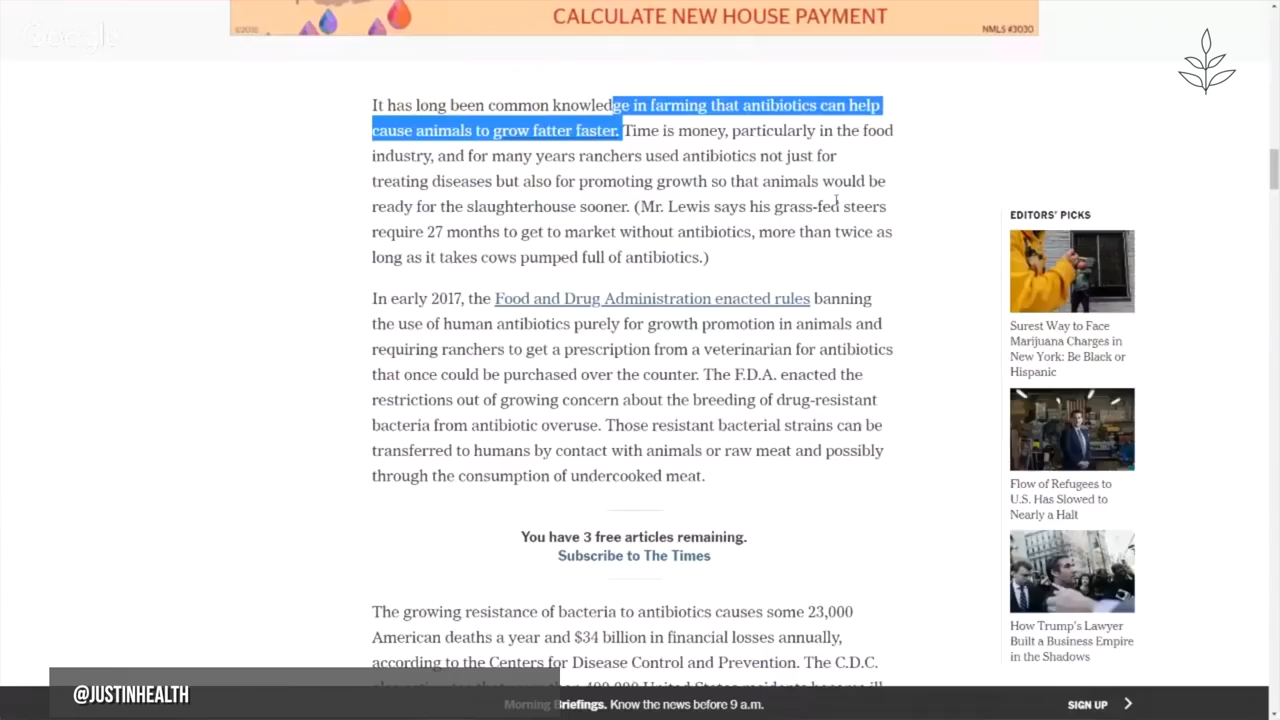 CALCULATE NEW HOUSE PAYMENT
©2018
NMLS #3030
Google
It has long been common knowledge in farming that antibiotics can help
cause animals to grow fatter faster. Time is money, particularly in the food
industry, and for many years ranchers used antibiotics not just for
treating diseases but also for promoting growth so that animals would be
ready for the slaughterhouse sooner. (Mr. Lewis says his grass-fed steers
require 27 months to get to market without antibiotics, more than twice as
long as it takes cows pumped full of antibiotics.)
In early 2017, the Food and Drug Administration enacted rules banning
the use of human antibiotics purely for growth promotion in animals and
requiring ranchers to get a prescription from a veterinarian for antibiotics
that once could be purchased over the counter. The F.D.A. enacted the
restrictions out of growing concern about the breeding of drug-resistant
bacteria from antibiotic overuse. Those resistant bacterial strains can be
transferred to humans by contact with animals or raw meat and possibly
through the consumption of undercooked meat.
You have 3 free articles remaining.
Subscribe to The Times
The growing resistance of bacteria to antibiotics causes some 23,000
American deaths a year and $34 billion in financial losses annually,
according to the Centers for Disease Control and Prevention. The C.D.C.
EDITORS' PICKS
Surest Way to Face
Marijuana Charges in
New York: Be Black or
Hispanic
Flow of Refugees to
U.S. Has Slowed to
Nearly a Halt
How Trump's Lawyer
Built a Business Empire
in the Shadows
@JUSTINHEALTH
Morning Briefings. Know the news before 9 a.m.
SIGN UP